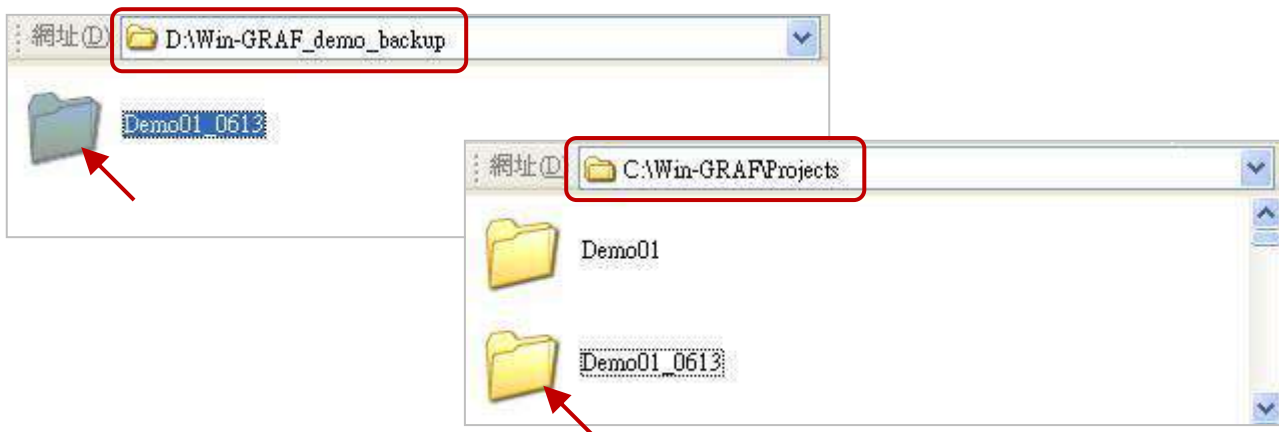 網址(D) D:\Win-GRAF_demo_backup
Demo01_0613
網址(D) C:\Win-GRAF\Projects
Demo01
Demo01_0613